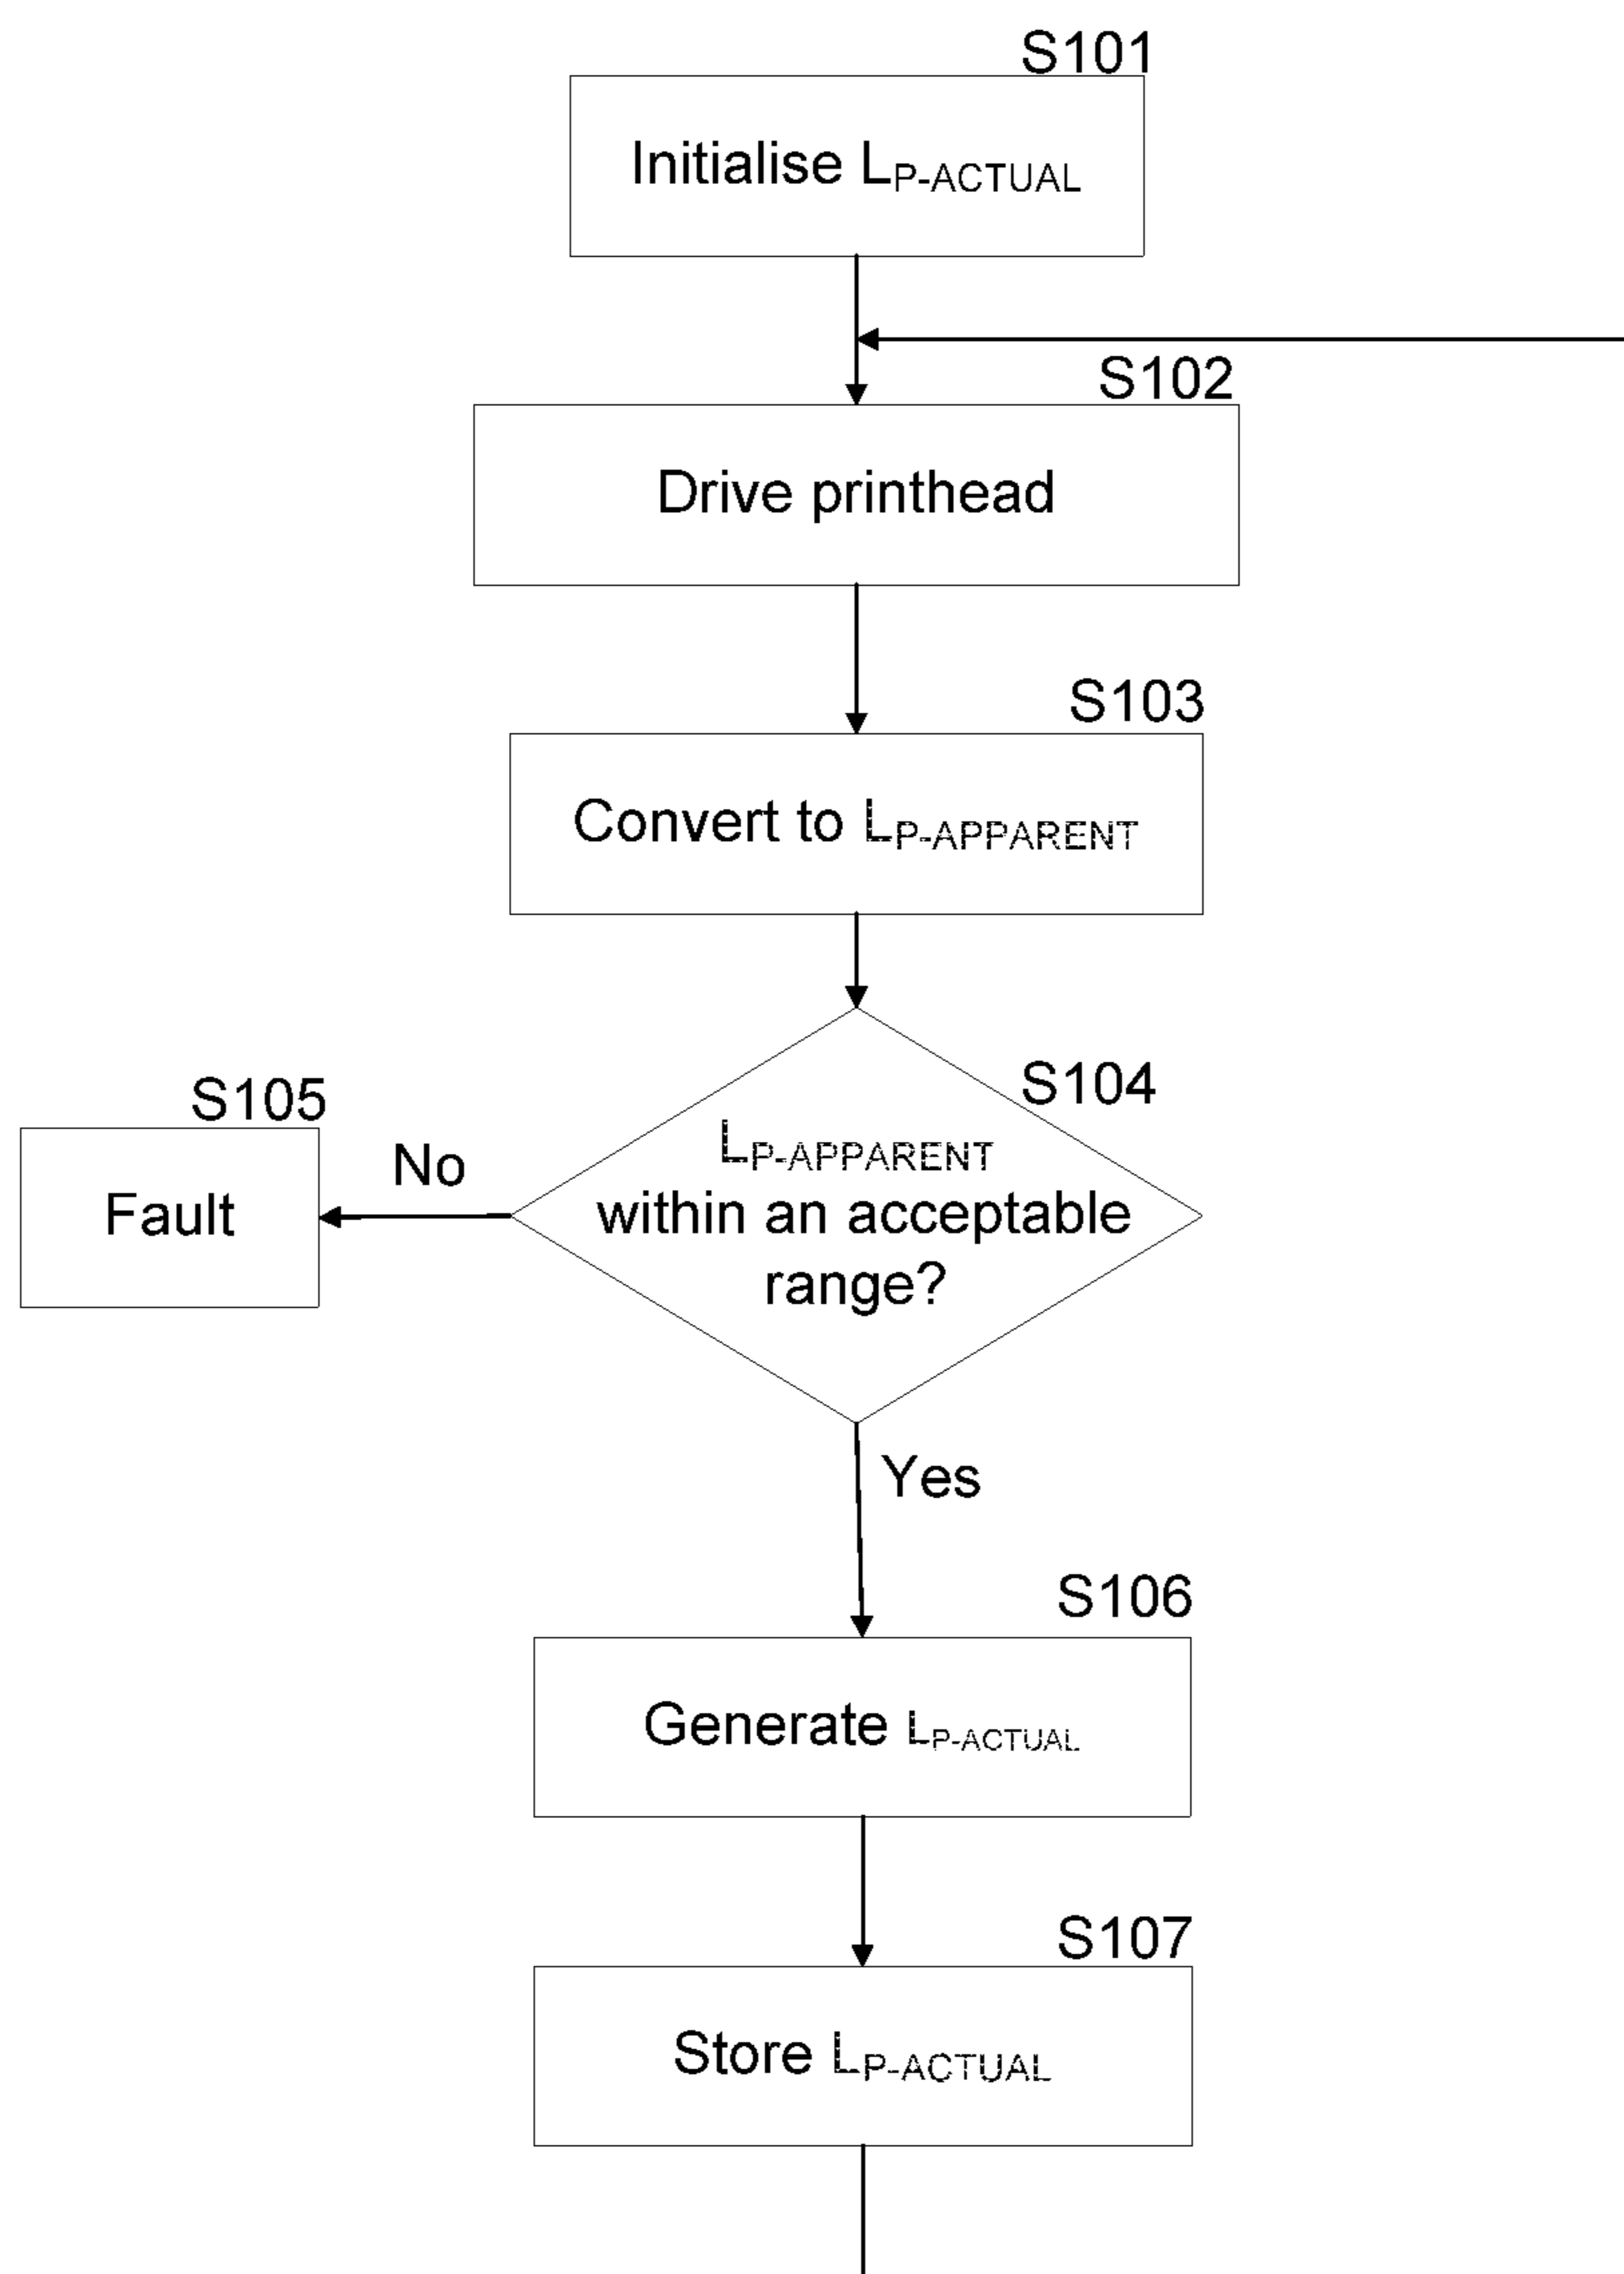 S101
Initialise LP-ACTUAL
S102
Drive printhead
S103
Convert to LP-APPARENT
S104
LP-APPARENT
within an acceptable
range?
S105
No
Fault
Yes
S106
Generate LP-ACTUAL
S107
Store LP-ACTUAL